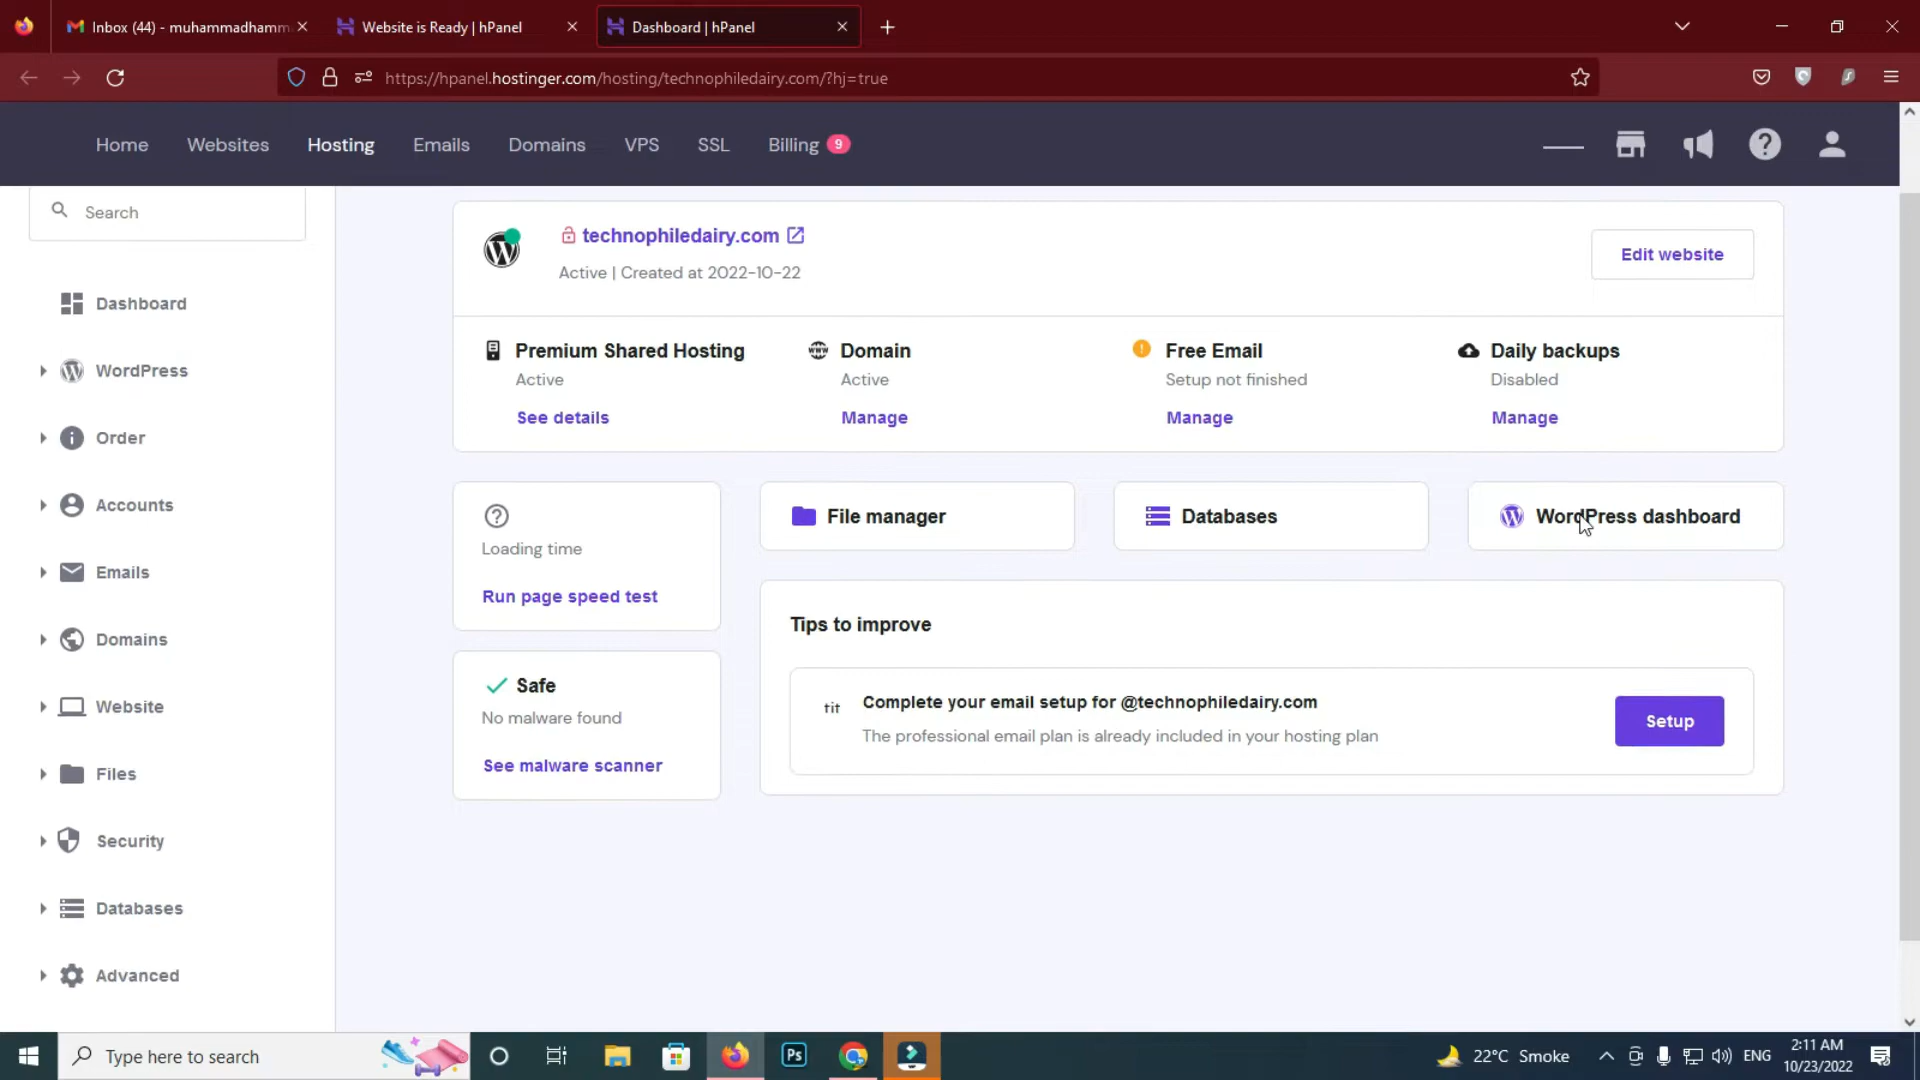 Inbox (44) - muhammadhamm
Website is Ready | hPanel
Dashboard | hPanel
https://hpanel.hostinger.com/hosting/technophiledairy.com/?hj=true
Home
Websites
Hosting
Emails
Domains
VPS
SSL
Billing
9
Search
Dashboard
WordPress
Order
Accounts
Emails
Domains
Website
Files
Security
Databases
Advanced
technophiledairy.com
Active | Created at 2022-10-22
Edit website
Premium Shared Hosting
Active
See details
Domain
Active
Manage
Free Email
Setup not finished
Manage
Daily backups
Disabled
Manage
Loading time
Run page speed test
Safe
No malware found
See malware scanner
File manager
Databases
WordPress dashboard
Tips to improve
tit
Complete your email setup for @technophiledairy.com
The professional email plan is already included in your hosting plan
Setup
Type here to search
Ps
22°C Smoke
ENG
2:11 AM
10/23/2022